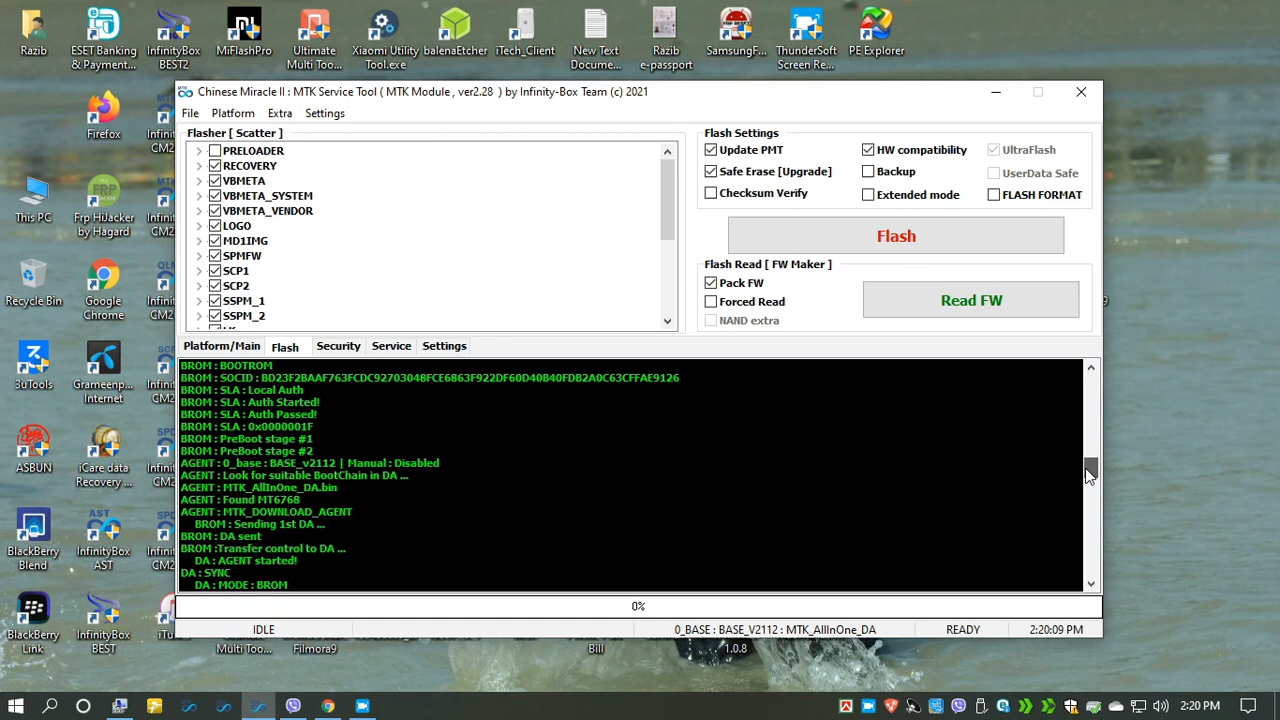 Razib
ESET Banking
& Payment...
InfinityBox
BEST2
MiFlashPro
Ultimate
Multi Too...
Xiaomi Utility
Tool.exe
balenaEtcher
iTech_Client
New Text
Docume...
Razib
e-passport
SamsungF...
ThunderSoft
Screen Re...
PE Explorer
Chinese Miracle II : MTK Service Tool ( MTK Module , ver2.28 ) by Infinity-Box Team (c) 2021
File Platform Extra Settings
Flasher [ Scatter ]
PRELOADER
RECOVERY
VBMETA
VBMETA_SYSTEM
VBMETA_VENDOR
LOGO
MD1IMG
SPMFW
SCP1
SCP2
SSPM_1
SSPM_2
Flash Settings
Update PMT HW compatibility UltraFlash
Safe Erase [Upgrade] Backup UserData Safe
Checksum Verify Extended mode FLASH FORMAT
Flash
Flash Read [ FW Maker ]
Pack FW
Forced Read
NAND extra
Read FW
Platform/Main Flash Security Service Settings
BROM : BOOTROM
BROM : SOCID : BD23F2BAAF763FCDC92703048FCE6863F922DF60D40B40FDB2A0C63CFFAE9126
BROM : SLA : Local Auth
BROM : SLA : Auth Started!
BROM : SLA : Auth Passed!
BROM : SLA : 0x0000001F
BROM : PreBoot stage #1
BROM : PreBoot stage #2
AGENT : 0_base : BASE_v2112 | Manual : Disabled
AGENT : Look for suitable BootChain in DA ...
AGENT : MTK_AllInOne_DA.bin
AGENT : Found MT6768
AGENT : MTK_DOWNLOAD_AGENT
BROM : Sending 1st DA ...
BROM : DA sent
BROM :Transfer control to DA ...
DA : AGENT started!
DA : SYNC
DA : MODE : BROM
0%
IDLE 0_BASE : BASE_V2112 : MTK_AllInOne_DA READY 2:20:09 PM
Firefox
Infinity
CM2
This PC
Frp HiJacker
by Hagard
Infinit
CM2
Recycle Bin
Google
Chrome
3uTools
Grameenp...
Internet
ASBUN
iCare data
Recovery ...
BlackBerry
Blend
InfinityBox
AST
BlackBerry
Link
InfinityBox
BEST
Multi Too...
Filmora9
Bill
1.0.8
2:20 PM